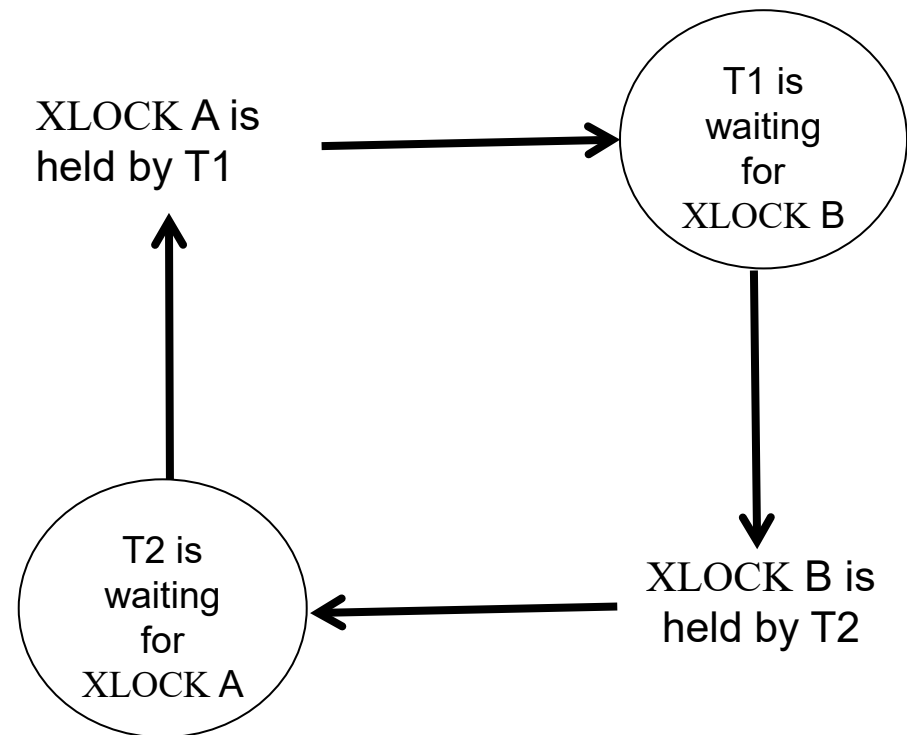 XLOCK A is
held by T1
T1 is
waiting
for
XLOCK B
T2 is
waiting
for
XLOCK A
XLOCK B is
held by T2